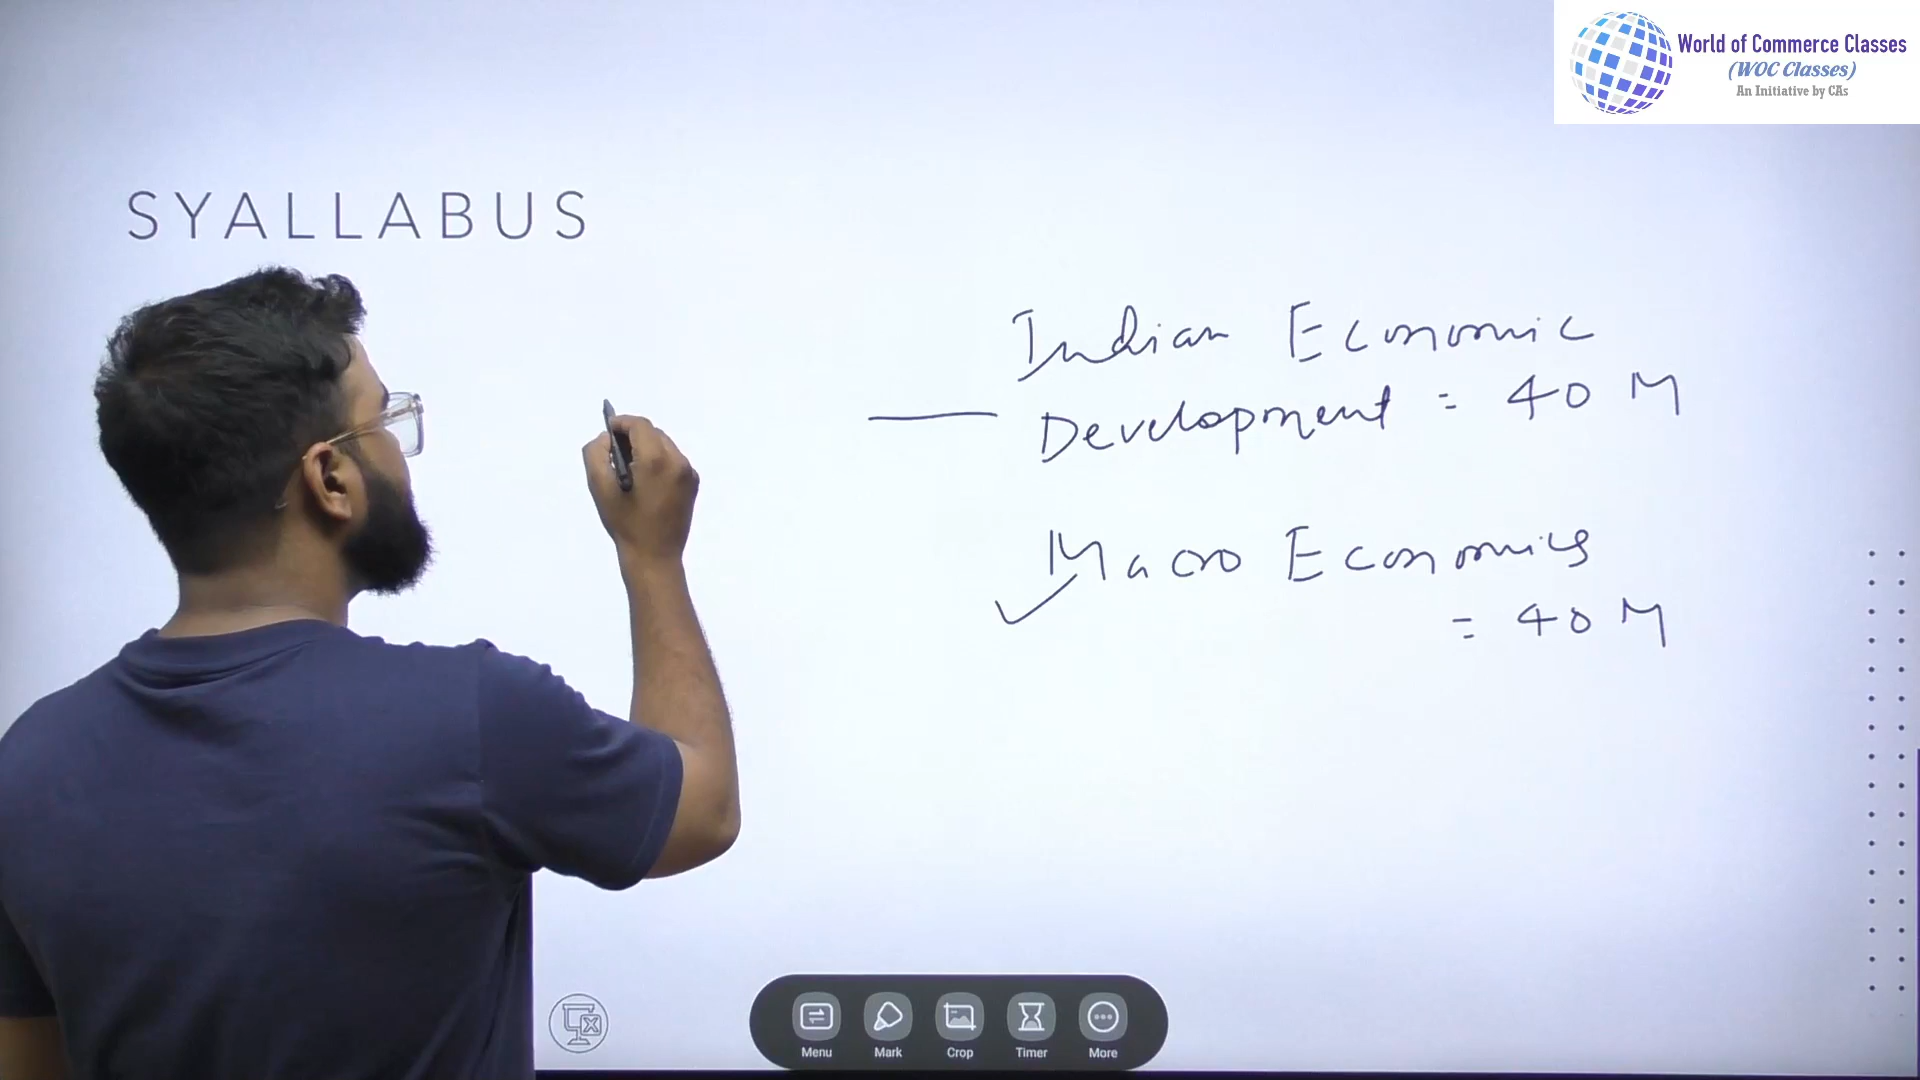 World of Commerce Classes
(WOC Classes)
An Initiative by CAs
SYALLABUS
Indian Economic
Development = 40 M
Macro Economics
= 40 M
Menu
Mark
Crop
Timer
More